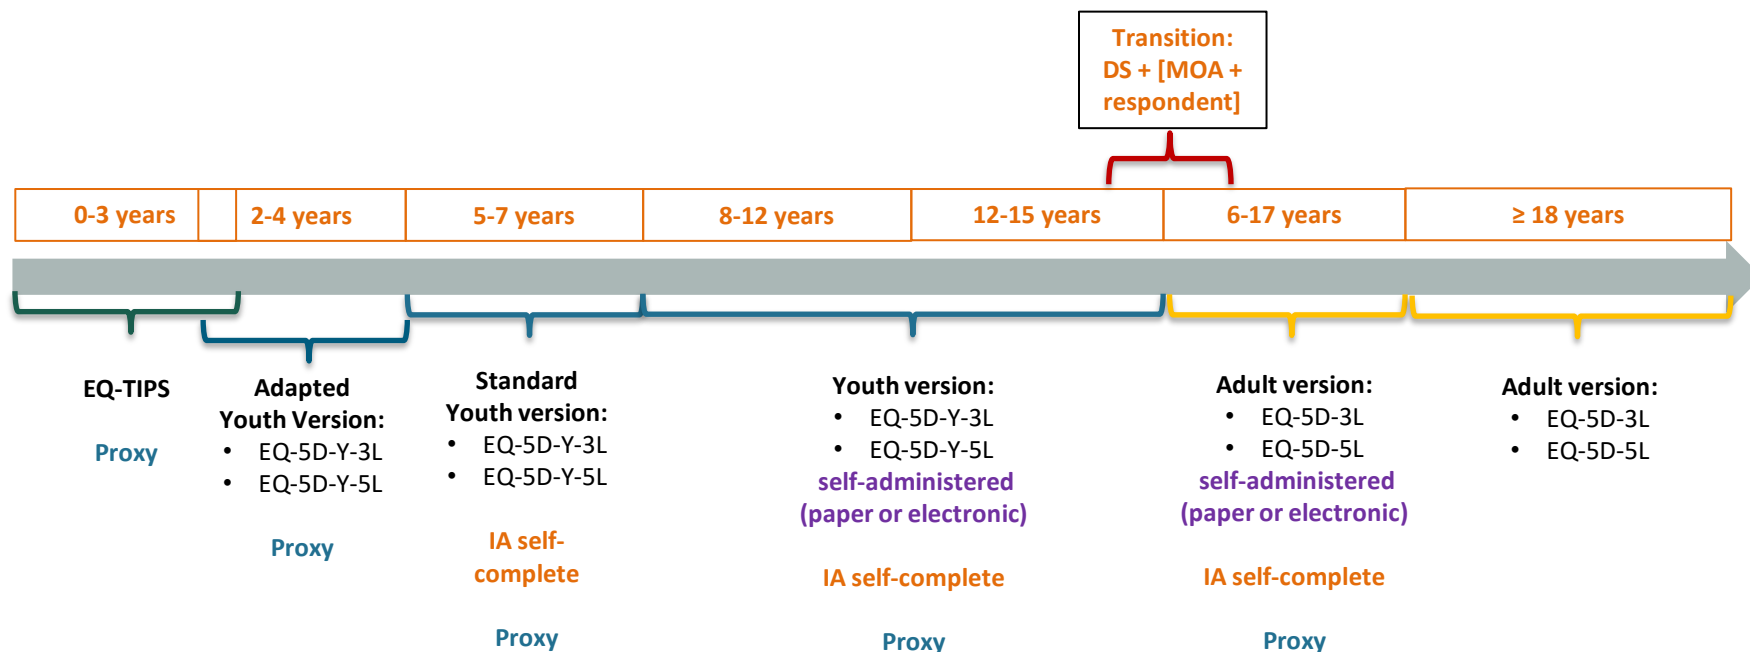 Transition:
DS + [MOA +
respondent]
0-3 years
2-4 years
5-7 years
8-12 years
12-15 years
6-17 years
≥ 18 years
EQ-TIPS
Proxy
Adapted
Youth Version:
• EQ-5D-Y-3L
• EQ-5D-Y-5L
Proxy
Standard
Youth version:
• EQ-5D-Y-3L
• EQ-5D-Y-5L
IA self-
complete
Proxy
Youth version:
• EQ-5D-Y-3L
• EQ-5D-Y-5L
self-administered
(paper or electronic)
IA self-complete
Proxy
Adult version:
• EQ-5D-3L
• EQ-5D-5L
self-administered
(paper or electronic)
IA self-complete
Proxy
Adult version:
• EQ-5D-3L
• EQ-5D-5L